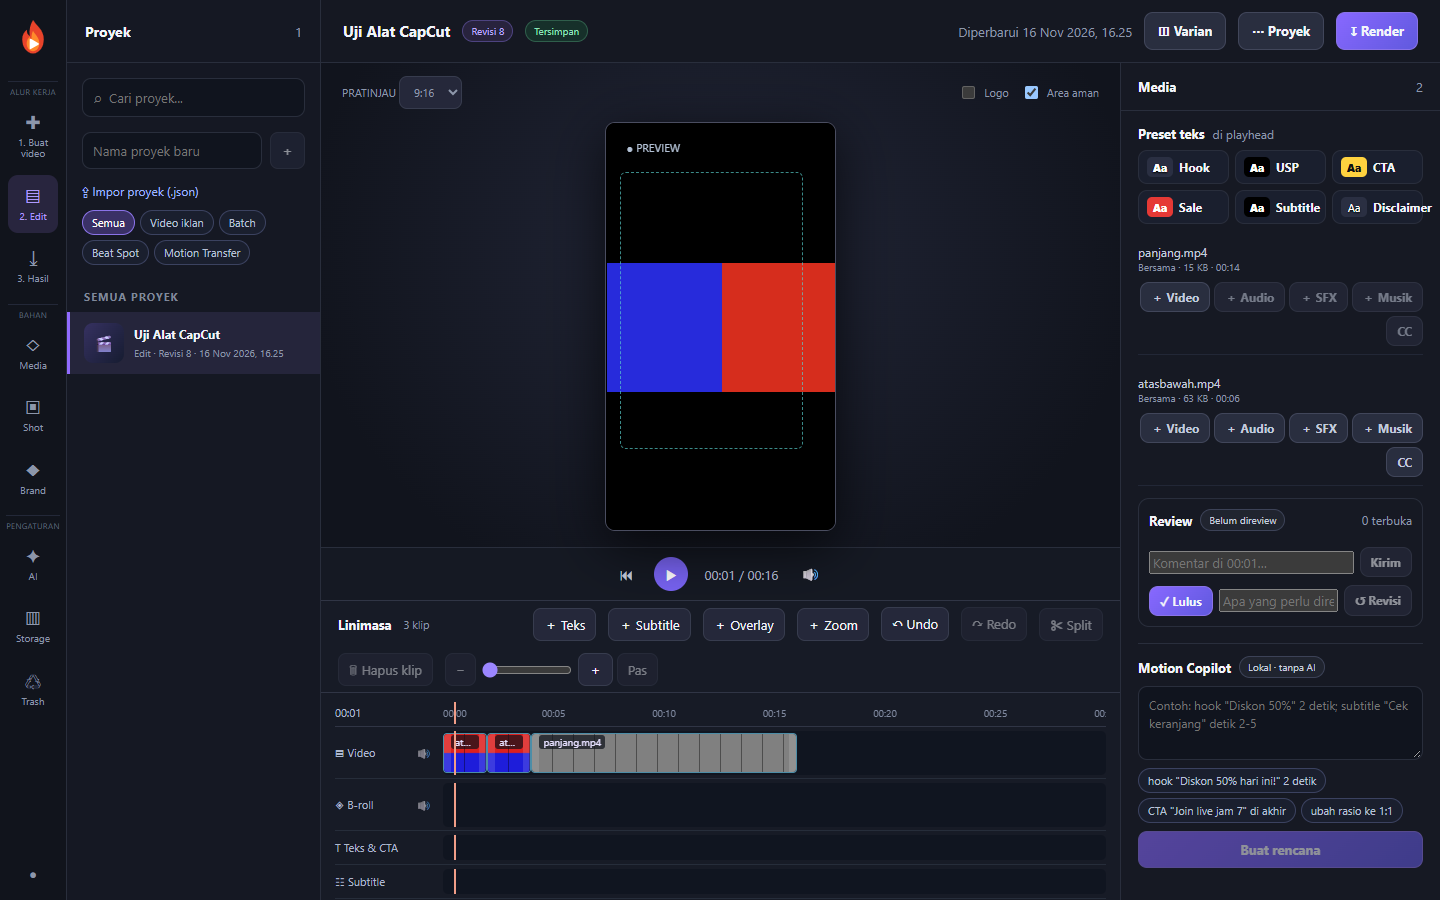 ALUR KERJA
1. Buat video
2. Edit
3. Hasil
BAHAN
Media
Shot
Brand
PENGATURAN
AI
Storage
Trash
Proyek 1
Cari proyek...
Nama proyek baru +
Impor proyek (.json)
Semua Video iklan Batch
Beat Spot Motion Transfer
SEMUA PROYEK
Uji Alat CapCut
Edit · Revisi 8 · 16 Nov 2026, 16.25
Uji Alat CapCut Revisi 8 Tersimpan
Diperbarui 16 Nov 2026, 16.25 Varian ··· Proyek Render
PRATINJAU 9:16 Logo Area aman
● PREVIEW
00:01 / 00:16
Linimasa 3 klip + Teks + Subtitle + Overlay + Zoom Undo Redo Split
Hapus klip − + Pas
00:01 00:00 00:05 00:10 00:15 00:20 00:25 00:
Video at... at... panjang.mp4
B-roll
T Teks & CTA
Subtitle
Media 2
Preset teks di playhead
Aa Hook Aa USP Aa CTA
Aa Sale Aa Subtitle Aa Disclaimer
panjang.mp4
Bersama · 15 KB · 00:14
+ Video + Audio + SFX + Musik
CC
atasbawah.mp4
Bersama · 63 KB · 00:06
+ Video + Audio + SFX + Musik
CC
Review Belum direview 0 terbuka
Komentar di 00:01... Kirim
✓ Lulus Apa yang perlu dire ↺ Revisi
Motion Copilot Lokal · tanpa AI
Contoh: hook "Diskon 50%" 2 detik; subtitle "Cek
keranjang" detik 2-5
hook "Diskon 50% hari ini!" 2 detik
CTA "Join live jam 7" di akhir ubah rasio ke 1:1
Buat rencana